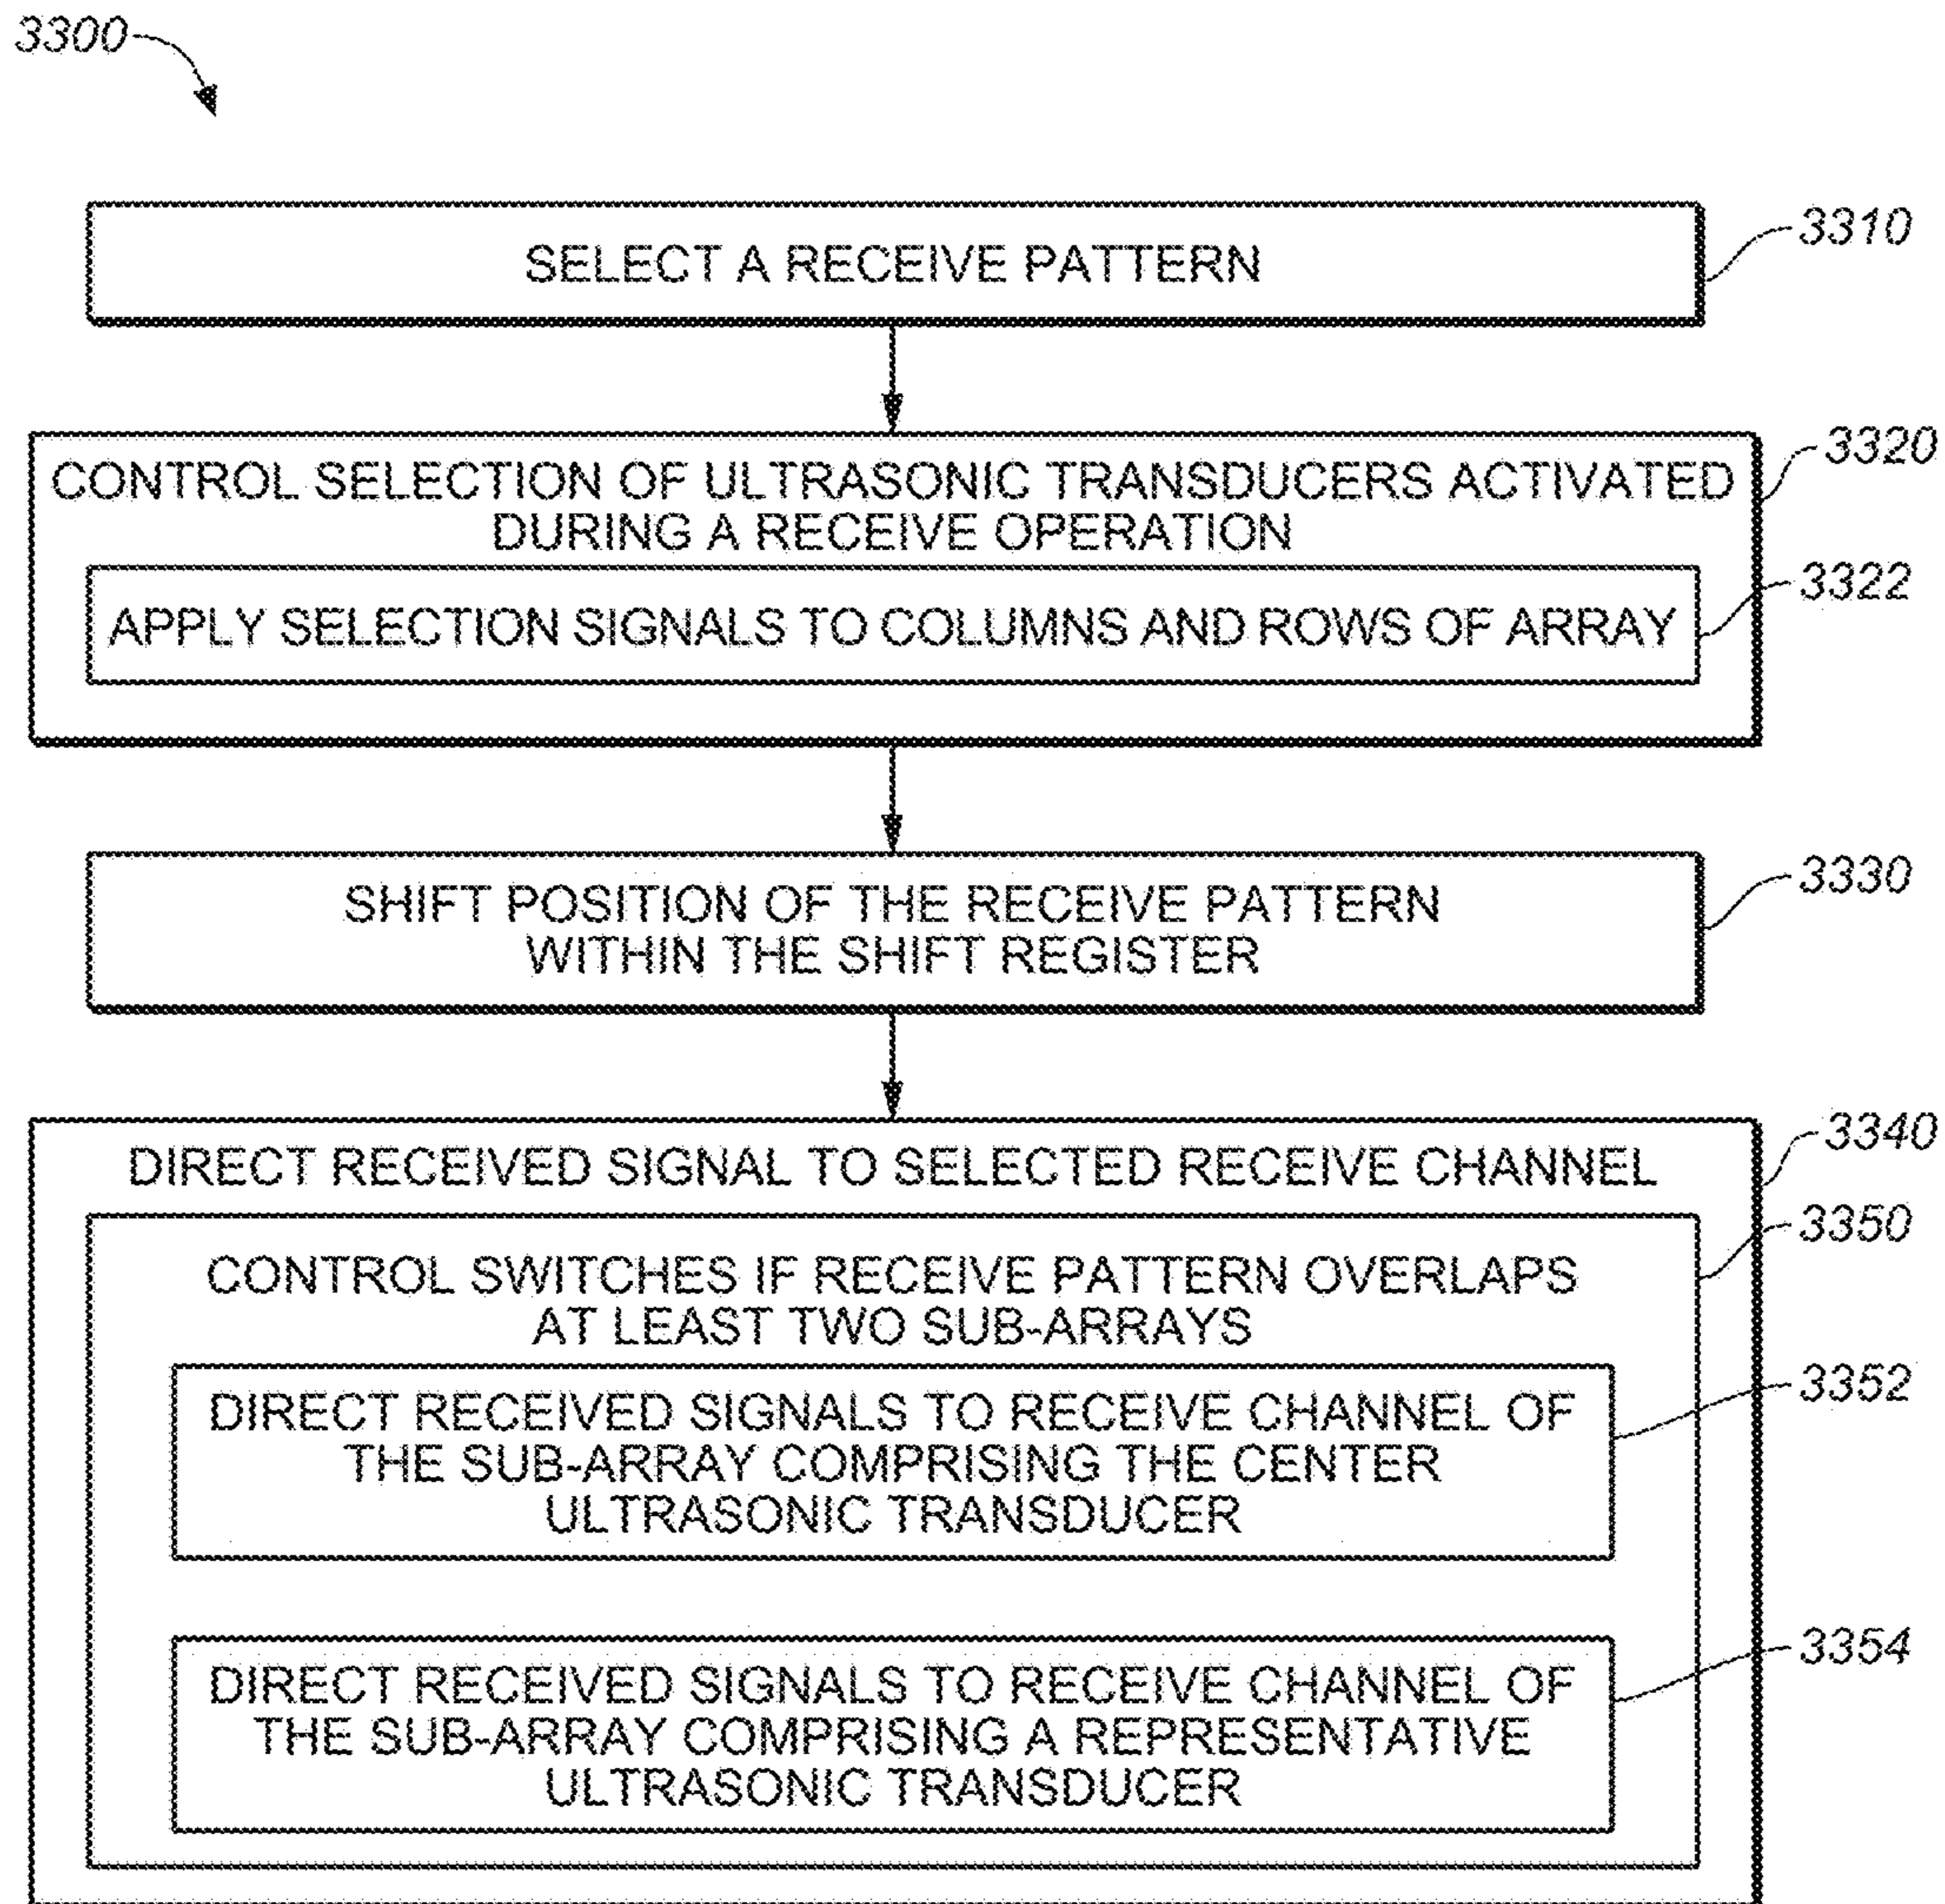 3300
SELECT A RECEIVE PATTERN
3310
CONTROL SELECTION OF ULTRASONIC TRANSDUCERS ACTIVATED
DURING A RECEIVE OPERATION
3320
APPLY SELECTION SIGNALS TO COLUMNS AND ROWS OF ARRAY
3322
SHIFT POSITION OF THE RECEIVE PATTERN
WITHIN THE SHIFT REGISTER
3330
DIRECT RECEIVED SIGNAL TO SELECTED RECEIVE CHANNEL
3340
CONTROL SWITCHES IF RECEIVE PATTERN OVERLAPS
AT LEAST TWO SUB-ARRAYS
3350
DIRECT RECEIVED SIGNALS TO RECEIVE CHANNEL OF
THE SUB-ARRAY COMPRISING THE CENTER
ULTRASONIC TRANSDUCER
3352
DIRECT RECEIVED SIGNALS TO RECEIVE CHANNEL OF
THE SUB-ARRAY COMPRISING A REPRESENTATIVE
ULTRASONIC TRANSDUCER
3354